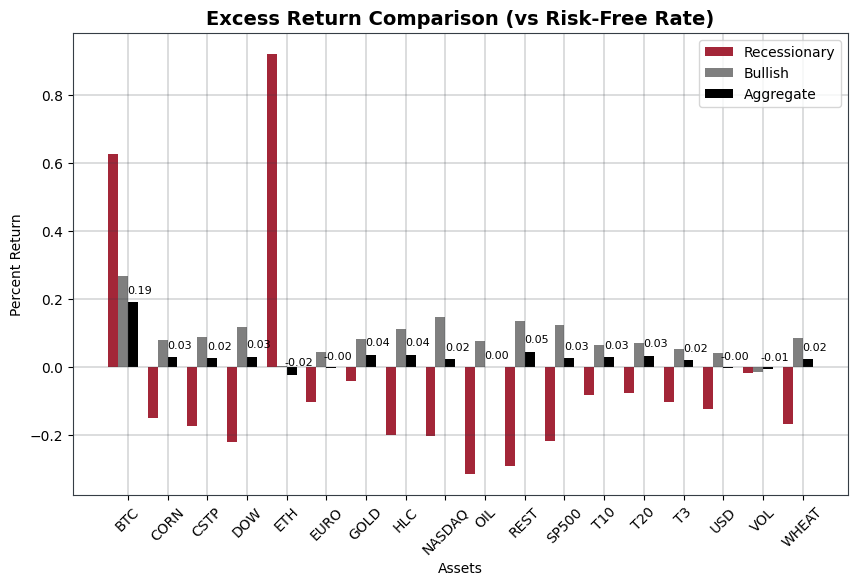 Excess Return Comparison (vs Risk-Free Rate)
Recessionary
Bullish
Aggregate
Percent Return
0.8
0.6
0.4
0.2
0.0
−0.2
0.19
0.03
0.02
0.03
-0.02
-0.00
0.04
0.04
0.02
0.00
0.05
0.03
0.03
0.03
0.02
-0.00
-0.01
0.02
BTC
CORN
CSTP
DOW
ETH
EURO
GOLD
HLC
NASDAQ
OIL
REST
SP500
T10
T20
T3
USD
VOL
WHEAT
Assets